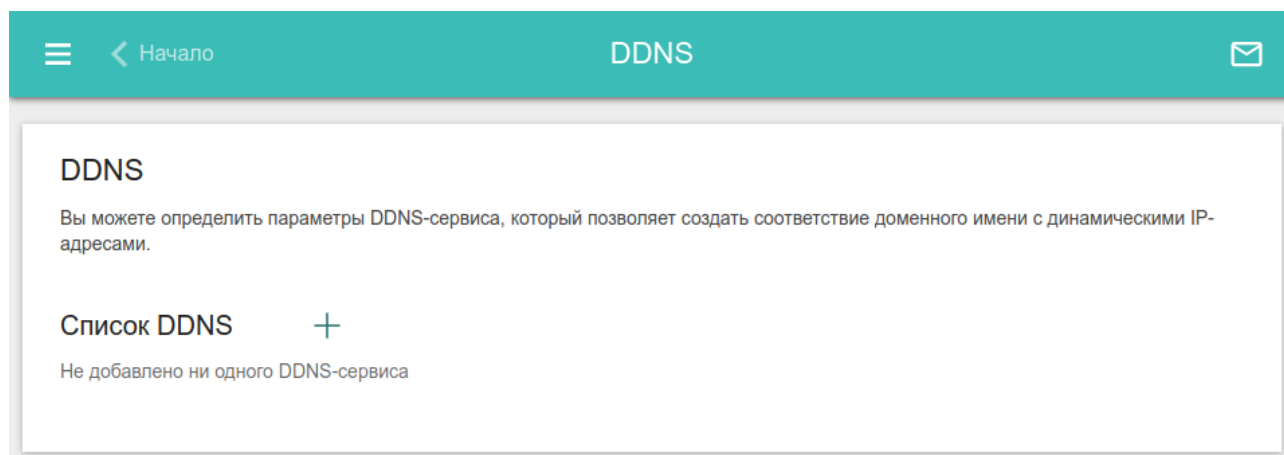 Начало
DDNS
DDNS
Вы можете определить параметры DDNS-сервиса, который позволяет создать соответствие доменного имени с динамическими IP-
адресами.
Список DDNS
Не добавлено ни одного DDNS-сервиса